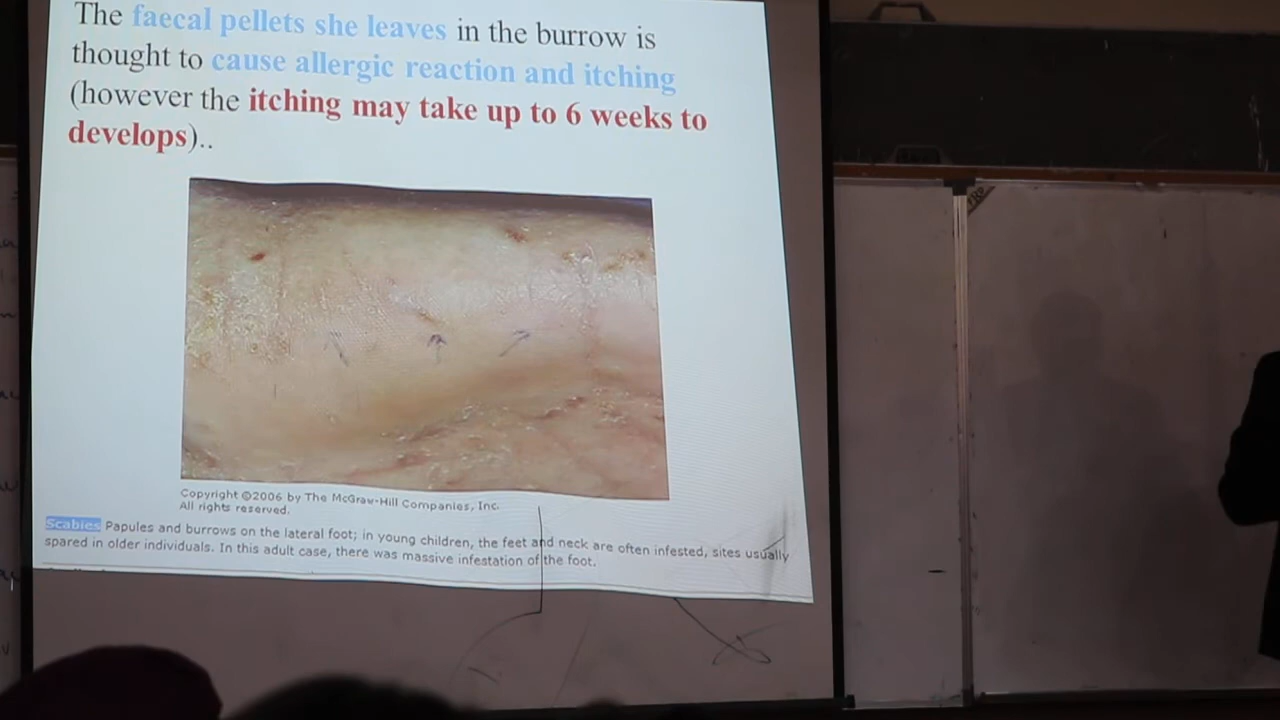 The faecal pellets she leaves in the burrow is
thought to cause allergic reaction and itching
(however the itching may take up to 6 weeks to
develops)..
Copyright ©2006 by The McGraw-Hill Companies, Inc.
All rights reserved.
Scabies Papules and burrows on the lateral foot; in young children, the feet and neck are often infested, sites usually
spared in older individuals. In this adult case, there was massive infestation of the foot.